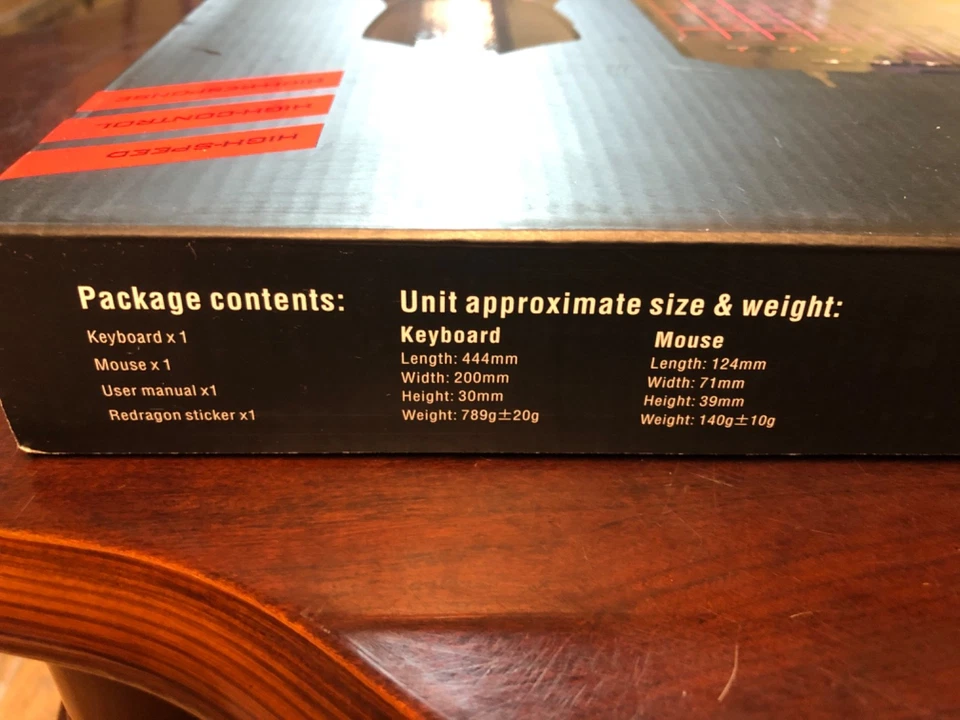 HI-RESPONSE
HIGH-CONTROL
HIGH-SPEED
Package contents:
Keyboard x 1
Mouse x 1
User manual x1
Redragon sticker x1
Unit approximate size & weight:
Keyboard
Length: 444mm
Width: 200mm
Height: 30mm
Weight: 789g±20g
Mouse
Length: 124mm
Width: 71mm
Height: 39mm
Weight: 140g±10g